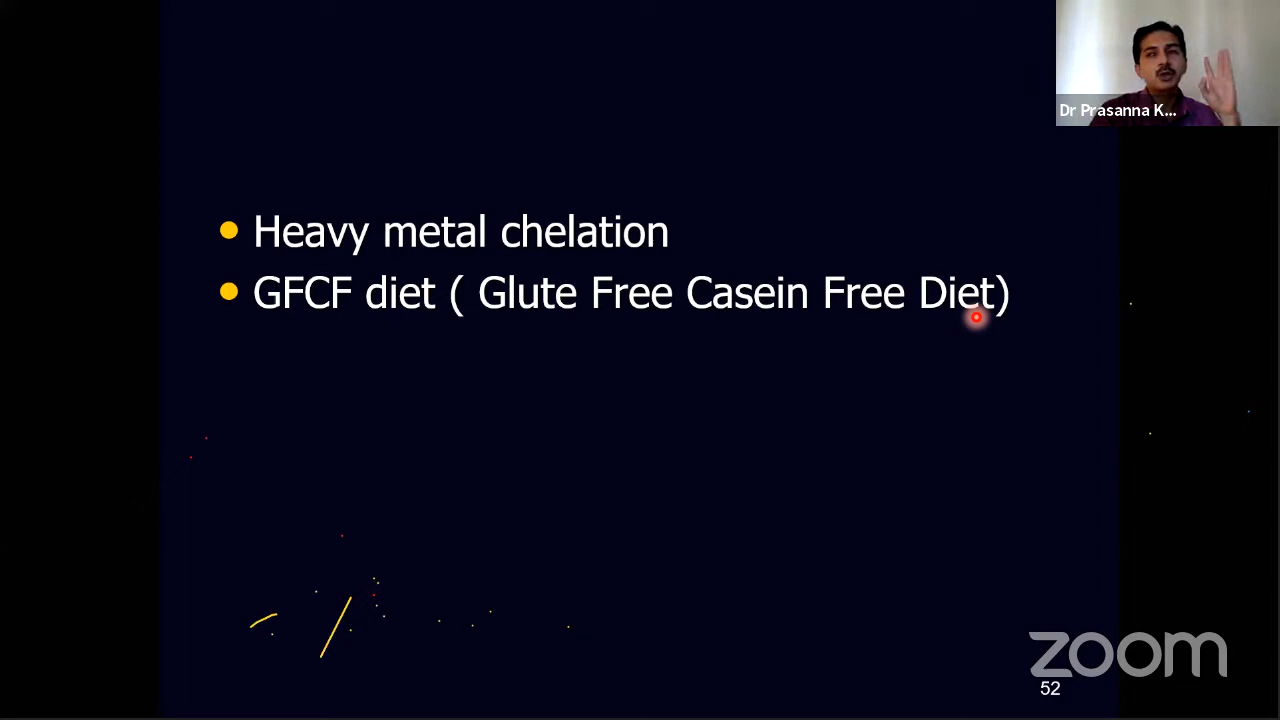 Dr Prasanna K...
Heavy metal chelation
GFCF diet ( Glute Free Casein Free Diet)
zoom
52